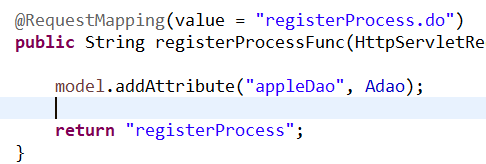 @RequestMapping(value = "registerProcess.do")
public String registerProcessFunc(HttpServletRe
model.addAttribute("appleDao", Adao);
return "registerProcess";
}